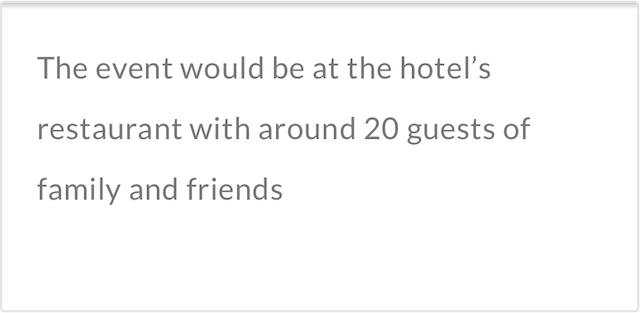 The event would be at the hotel’s
restaurant with around 20 guests of
family and friends